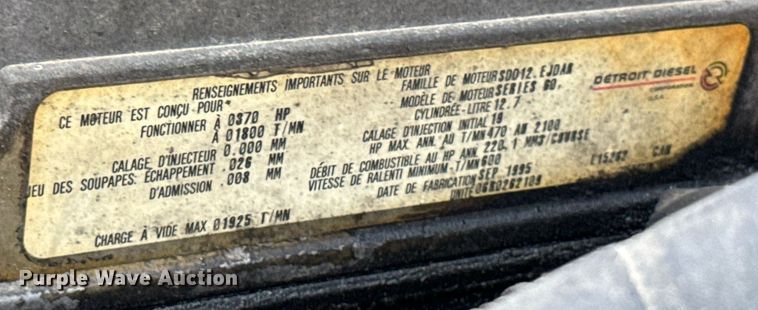 RENSEIGNEMENTS IMPORTANTS SUR LE MOTEUR
CE MOTEUR EST CONÇU POUR
FONCTIONNER À 0370 HP
À 01800 T/MN
CALAGE D'INJECTEUR 0.000 MM
JEU DES SOUPAPES: ÉCHAPPEMENT .026 MM
D'ADMISSION .008 MM
CHARGE À VIDE MAX 01925 T/MN
FAMILLE DE MOTEUR SDD12.EJDAR
MODÈLE DE MOTEUR SERIES 60.
CYLINDRÉE-LITRE 12.7
CALAGE D'INJECTION INITIAL 19
HP MAX ANN. AU T/MN 470 AU 2100
DÉBIT DE COMBUSTIBLE AU HP ANN. 220.1 MM3/COURSE
VITESSE DE RALENTI MINIMUM-T/MN 600
DATE DE FABRICATION SEP 1995
UNITÉ 06R0262109
CAN
DETROIT DIESEL
CORPORATION
U.S.A.
Purple Wave Auction